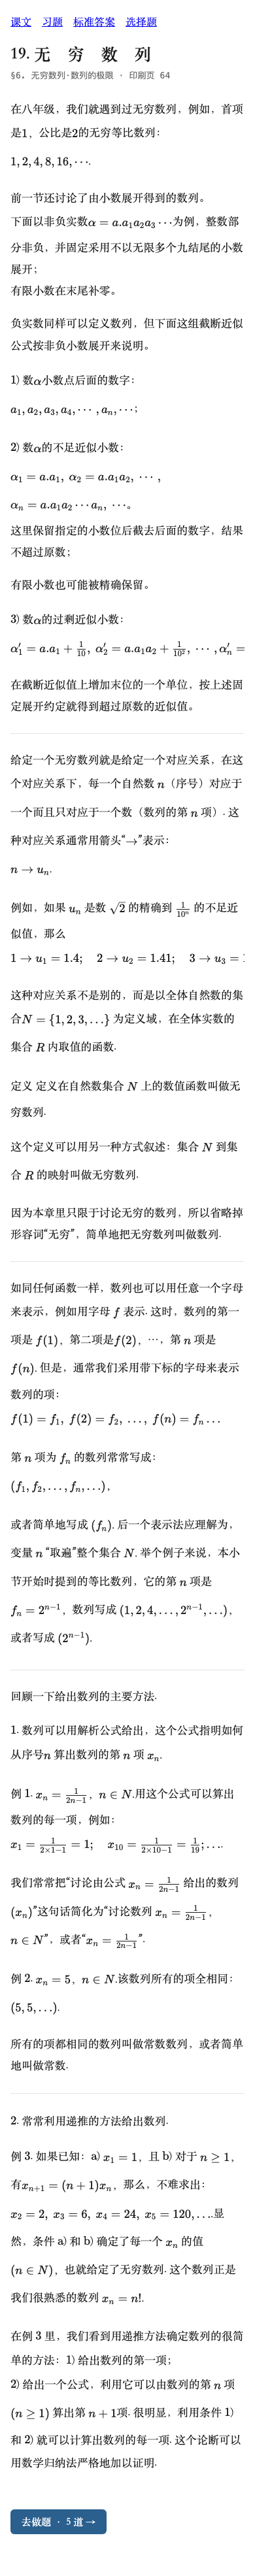 课文 习题 标准答案 选择题
19. 无 穷 数 列
§6. 无穷数列·数列的极限 · 印刷页 64
在八年级，我们就遇到过无穷数列，例如，首项
是1，公比是2的无穷等比数列：
1, 2, 4, 8, 16, ⋯.
前一节还讨论了由小数展开得到的数列。
下面以非负实数α = a.a₁a₂a₃ ⋯为例，整数部
分非负，并固定采用不以无限多个九结尾的小数
展开；
有限小数在末尾补零。
负实数同样可以定义数列，但下面这组截断近似
公式按非负小数展开来说明。
1) 数α小数点后面的数字：
a₁, a₂, a₃, a₄, ⋯ , aₙ, ⋯；
2) 数α的不足近似小数：
α₁ = a.a₁, α₂ = a.a₁a₂, ⋯ ,
αₙ = a.a₁a₂ ⋯ aₙ, ⋯。
这里保留指定的小数位后截去后面的数字，结果
不超过原数；
有限小数也可能被精确保留。
3) 数α的过剩近似小数：
α′₁ = a.a₁ + 1/10, α′₂ = a.a₁a₂ + 1/10², ⋯ , α′ₙ =
在截断近似值上增加末位的一个单位，按上述固
定展开约定就得到超过原数的近似值。
给定一个无穷数列就是给定一个对应关系，在这
个对应关系下，每一个自然数 n（序号）对应于
一个而且只对应于一个数（数列的第 n 项）. 这
种对应关系通常用箭头“→”表示：
n → uₙ.
例如，如果 uₙ 是数 √2 的精确到 1/10ⁿ 的不足近
似值，那么
1 → u₁ = 1.4; 2 → u₂ = 1.41; 3 → u₃ =
这种对应关系不是别的，而是以全体自然数的集
合N = {1, 2, 3, …} 为定义域，在全体实数的
集合 R 内取值的函数.
定义 定义在自然数集合 N 上的数值函数叫做无
穷数列.
这个定义可以用另一种方式叙述：集合 N 到集
合 R 的映射叫做无穷数列.
因为本章里只限于讨论无穷的数列，所以省略掉
形容词“无穷”，简单地把无穷数列叫做数列.
如同任何函数一样，数列也可以用任意一个字母
来表示，例如用字母 f 表示. 这时，数列的第一
项是 f(1)，第二项是f(2)，⋯，第 n 项是
f(n). 但是，通常我们采用带下标的字母来表示
数列的项：
f(1) = f₁, f(2) = f₂, …, f(n) = fₙ …
第 n 项为 fₙ 的数列常常写成：
(f₁, f₂, …, fₙ, …)，
或者简单地写成 (fₙ). 后一个表示法应理解为，
变量 n “取遍”整个集合 N. 举个例子来说，本小
节开始时提到的等比数列，它的第 n 项是
fₙ = 2ⁿ⁻¹，数列写成 (1, 2, 4, …, 2ⁿ⁻¹, …)，
或者写成 (2ⁿ⁻¹).
回顾一下给出数列的主要方法.
1. 数列可以用解析公式给出，这个公式指明如何
从序号n 算出数列的第 n 项 xₙ.
例 1. xₙ = 1/(2n−1)，n ∈ N.用这个公式可以算出
数列的每一项，例如：
x₁ = 1/(2×1−1) = 1; x₁₀ = 1/(2×10−1) = 1/19; ….
我们常常把“讨论由公式 xₙ = 1/(2n−1) 给出的数列
(xₙ)”这句话简化为“讨论数列 xₙ = 1/(2n−1)，
n ∈ N”，或者“xₙ = 1/(2n−1)”.
例 2. xₙ = 5，n ∈ N.该数列所有的项全相同：
(5, 5, …).
所有的项都相同的数列叫做常数数列，或者简单
地叫做常数.
2. 常常利用递推的方法给出数列.
例 3. 如果已知：a) x₁ = 1，且 b) 对于 n ≥ 1，
有xₙ₊₁ = (n + 1)xₙ，那么，不难求出：
x₂ = 2, x₃ = 6, x₄ = 24, x₅ = 120, ….显
然，条件 a) 和 b) 确定了每一个 xₙ 的值
(n ∈ N)，也就给定了无穷数列. 这个数列正是
我们很熟悉的数列 xₙ = n!.
在例 3 里，我们看到用递推方法确定数列的很简
单的方法：1) 给出数列的第一项；
2) 给出一个公式，利用它可以由数列的第 n 项
(n ≥ 1) 算出第 n + 1项. 很明显，利用条件 1)
和 2) 就可以计算出数列的每一项. 这个论断可以
用数学归纳法严格地加以证明.
去做题 · 5 道 →